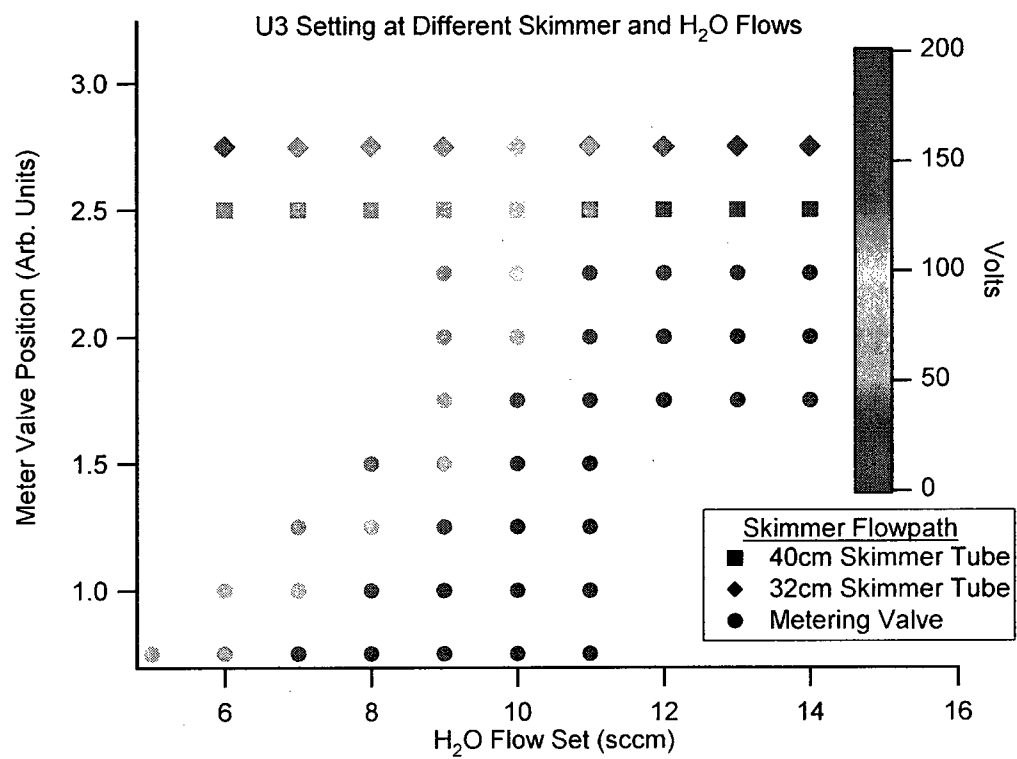 U3 Setting at Different Skimmer and H₂O Flows
Meter Valve Position (Arb. Units)
3.0
2.5
2.0
1.5
1.0
6
8
10
12
14
16
H₂O Flow Set (sccm)
200
150
100
50
0
Volts
Skimmer Flowpath
40cm Skimmer Tube
32cm Skimmer Tube
Metering Valve